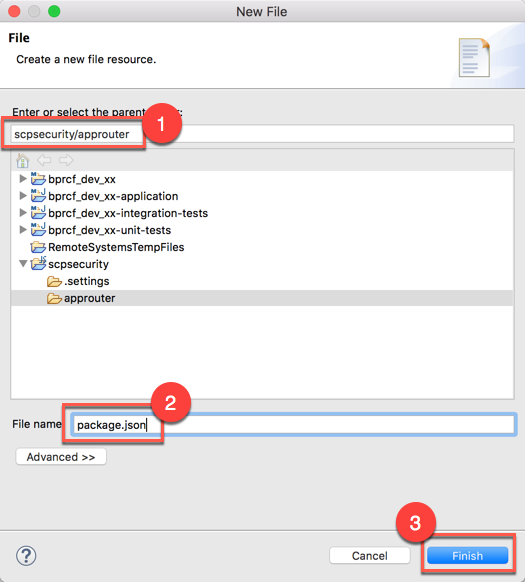 New File
File
Create a new file resource.
Enter or select the parent
1
scpsecurity/approuter
bprcf_dev_xx
bprcf_dev_xx-application
bprcf_dev_xx-integration-tests
bprcf_dev_xx-unit-tests
RemoteSystemsTempFiles
scpsecurity
.settings
approuter
2
File name
package.json
Advanced >>
3
?
Cancel
Finish